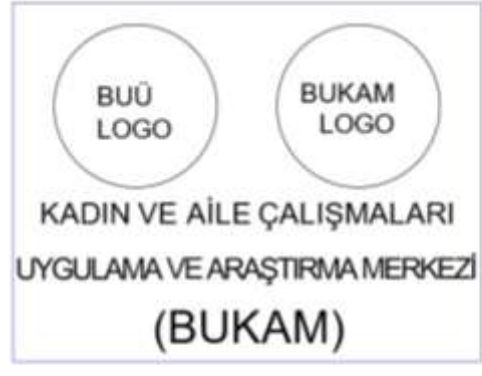 BUÜ
LOGO
BUKAM
LOGO
KADIN VE AİLE ÇALIŞMALARI
UYGULAMA VE ARAŞTIRMA MERKEZİ
(BUKAM)